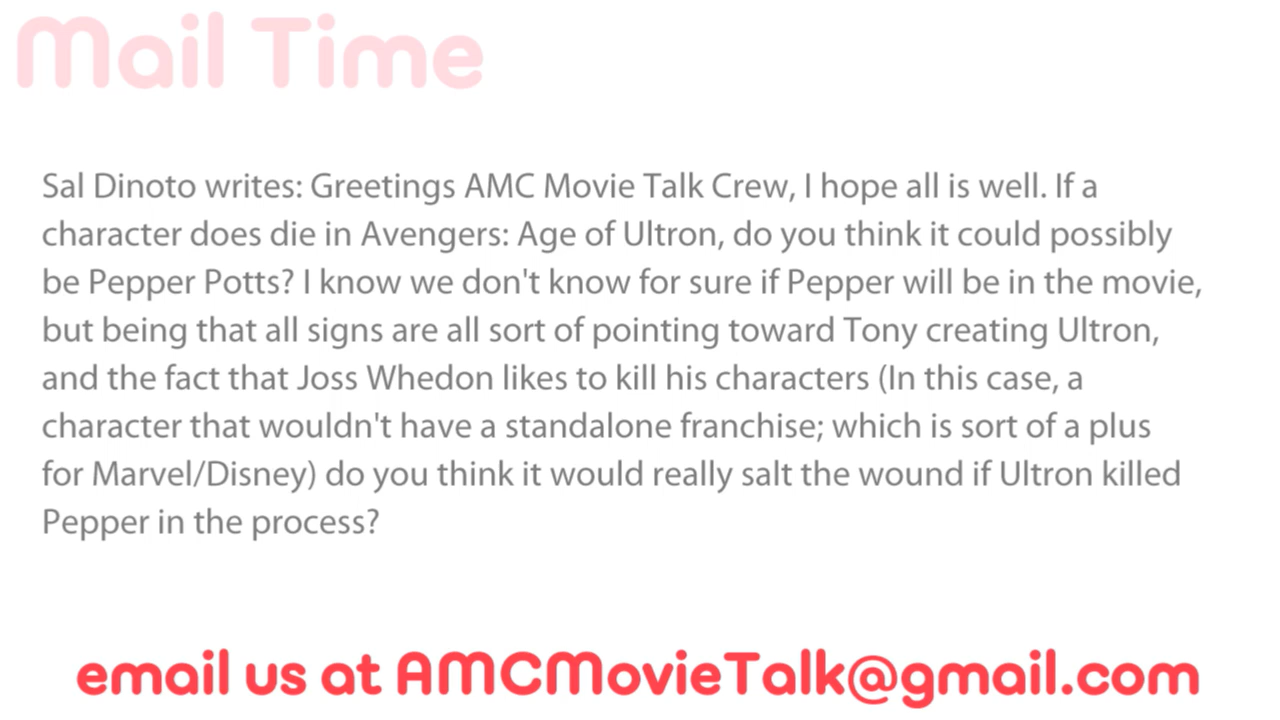 Mail Time
Sal Dinoto writes: Greetings AMC Movie Talk Crew, I hope all is well. If a
character does die in Avengers: Age of Ultron, do you think it could possibly
be Pepper Potts? I know we don't know for sure if Pepper will be in the movie,
but being that all signs are all sort of pointing toward Tony creating Ultron,
and the fact that Joss Whedon likes to kill his characters (In this case, a
character that wouldn't have a standalone franchise; which is sort of a plus
for Marvel/Disney) do you think it would really salt the wound if Ultron killed
Pepper in the process?
email us at AMCMovieTalk@gmail.com